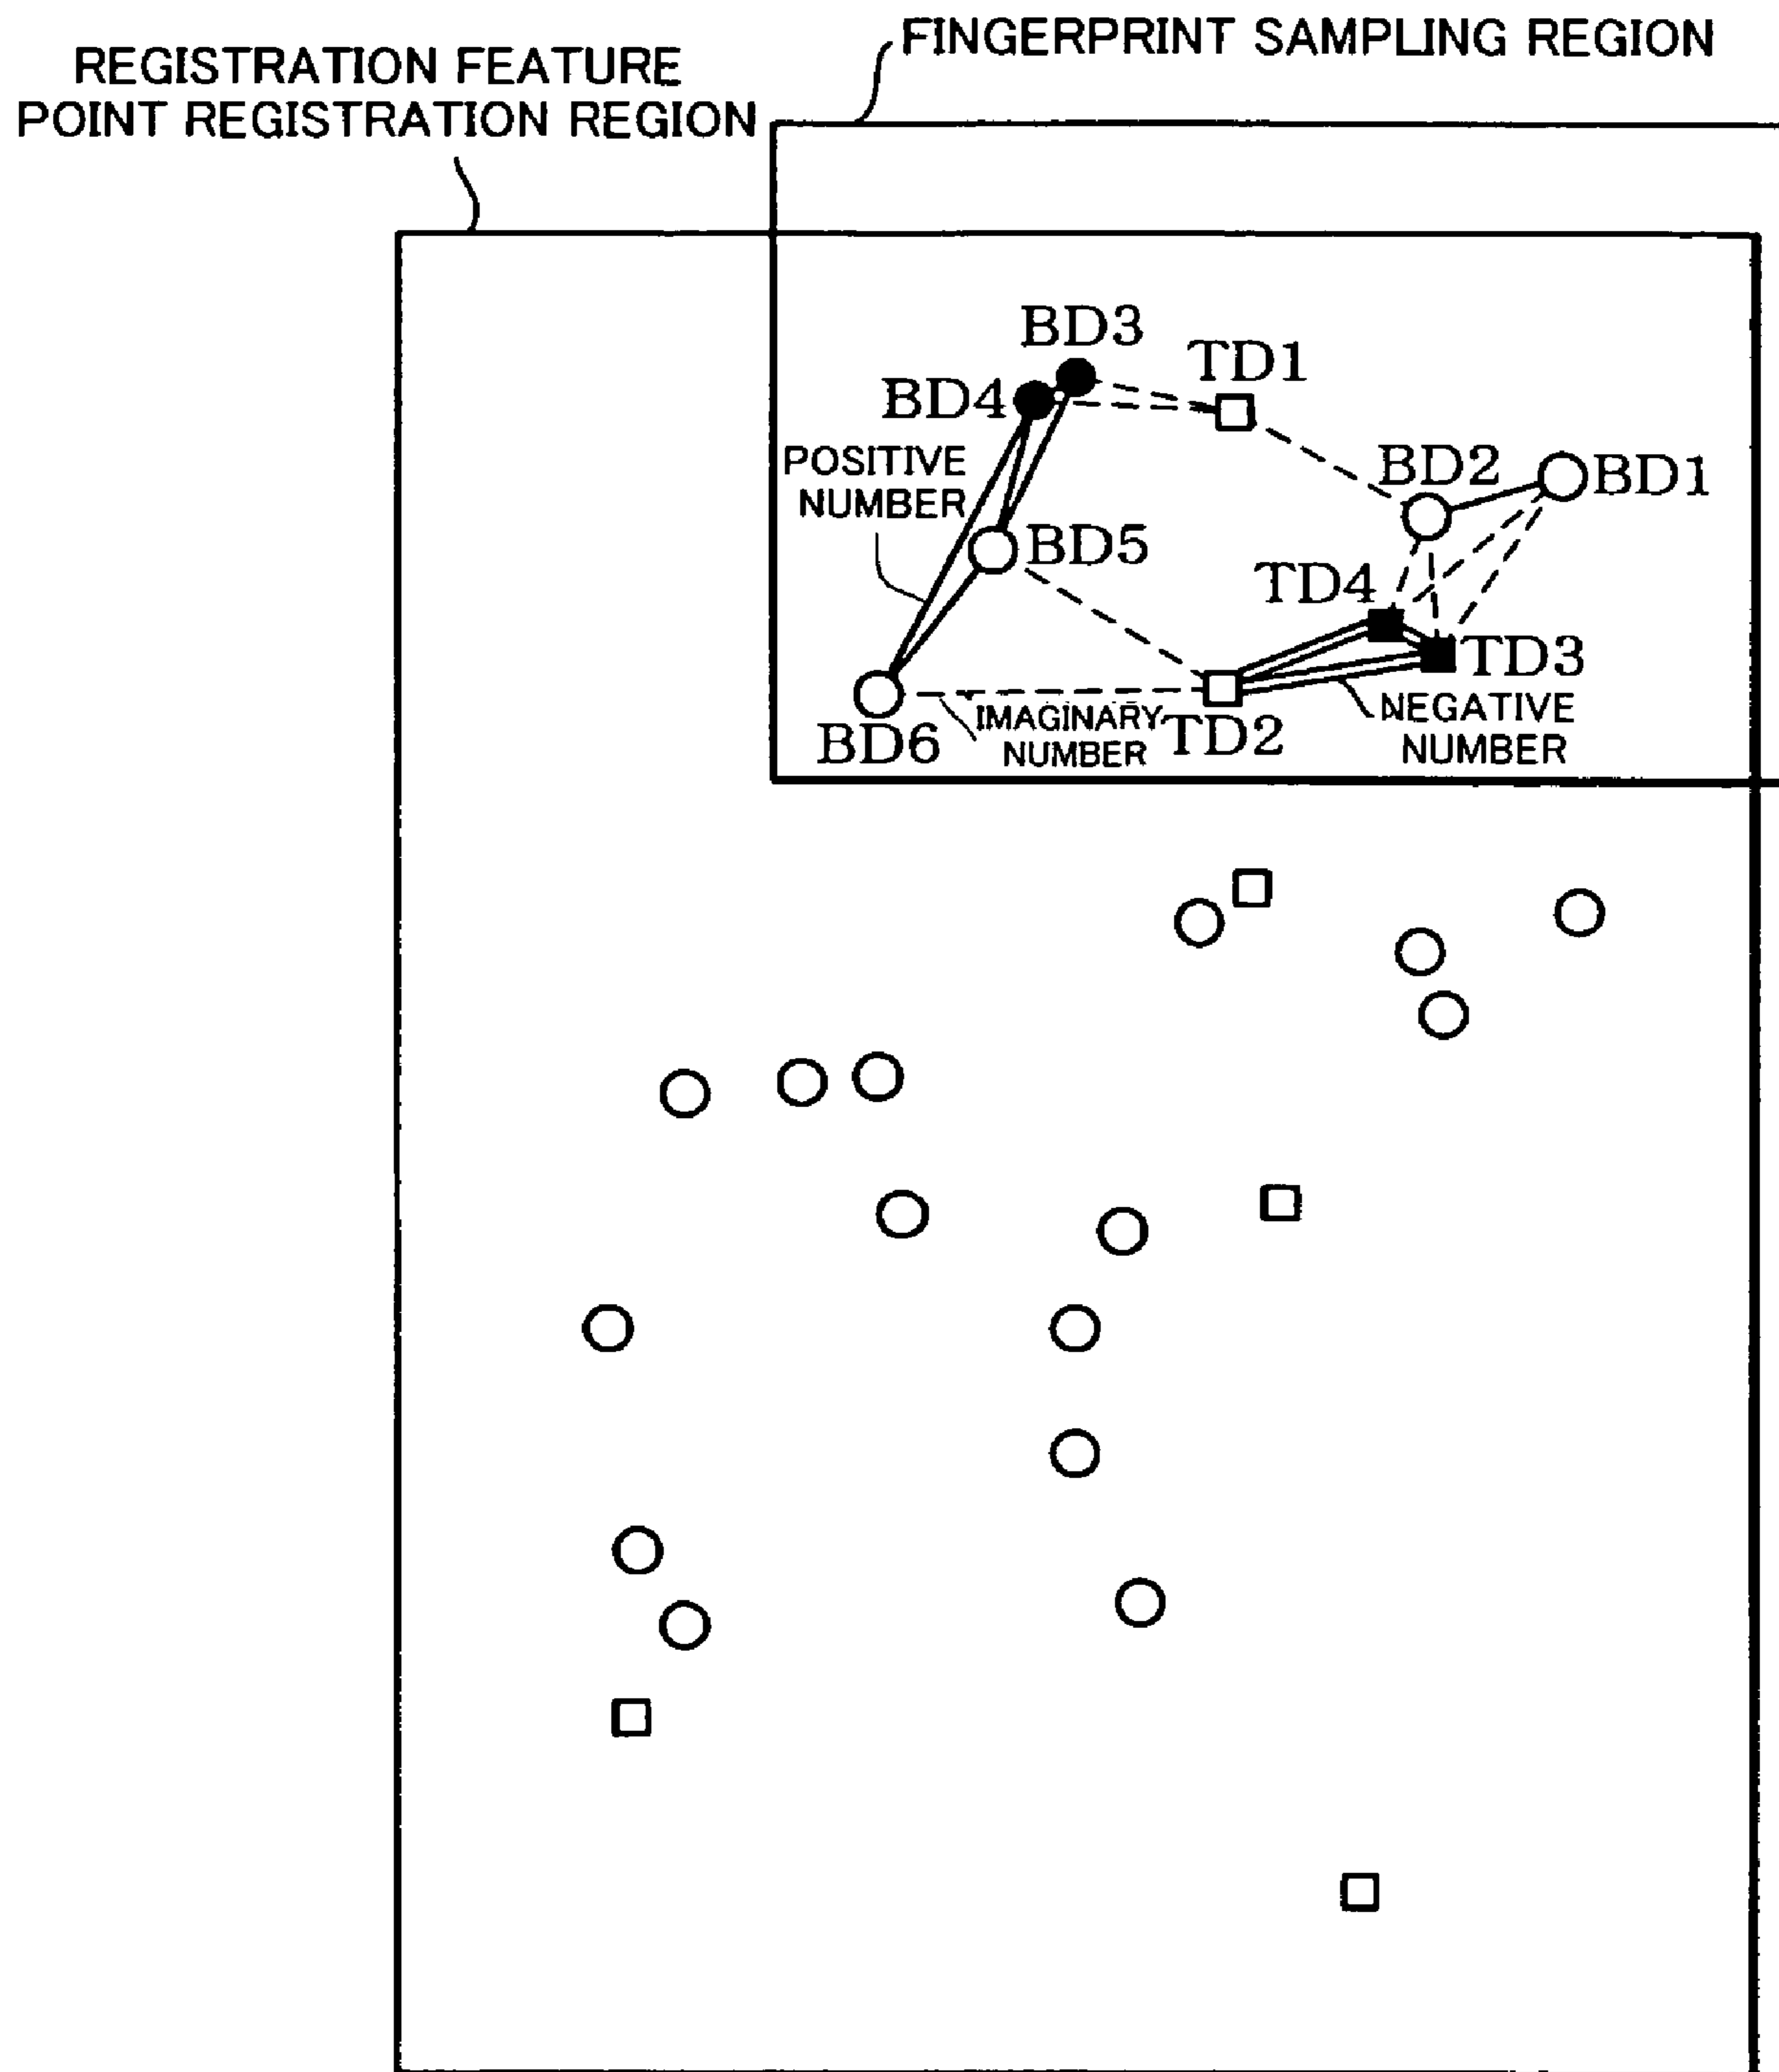 FINGERPRINT SAMPLING REGION
REGISTRATION FEATURE
POINT REGISTRATION REGION
BD3
TD1
BD4
POSITIVE
NUMBER
BD2
BD1
BD5
TD4
TD3
IMAGINARY
NUMBER
TD2
NEGATIVE
NUMBER
BD6